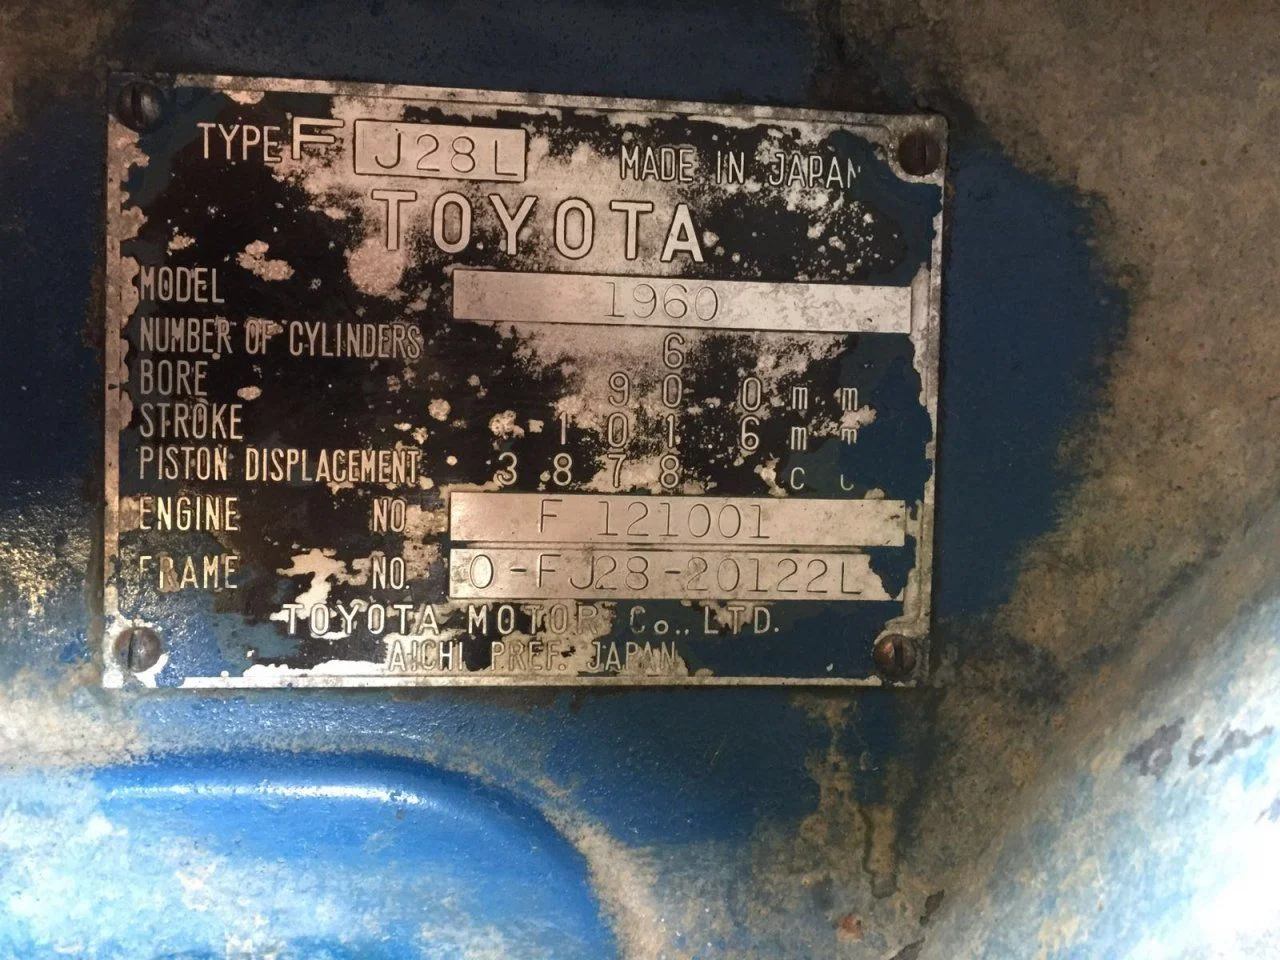 TYPE FJ28L MADE IN JAPAN
TOYOTA
MODEL 1960
NUMBER OF CYLINDERS 6
BORE 90 0 mm
STROKE 101 6 mm
PISTON DISPLACEMENT 3878 cc
ENGINE NO. F 121001
FRAME NO. 0-FJ28-20122L
TOYOTA MOTOR Co., LTD.
AICHI PREF. JAPAN